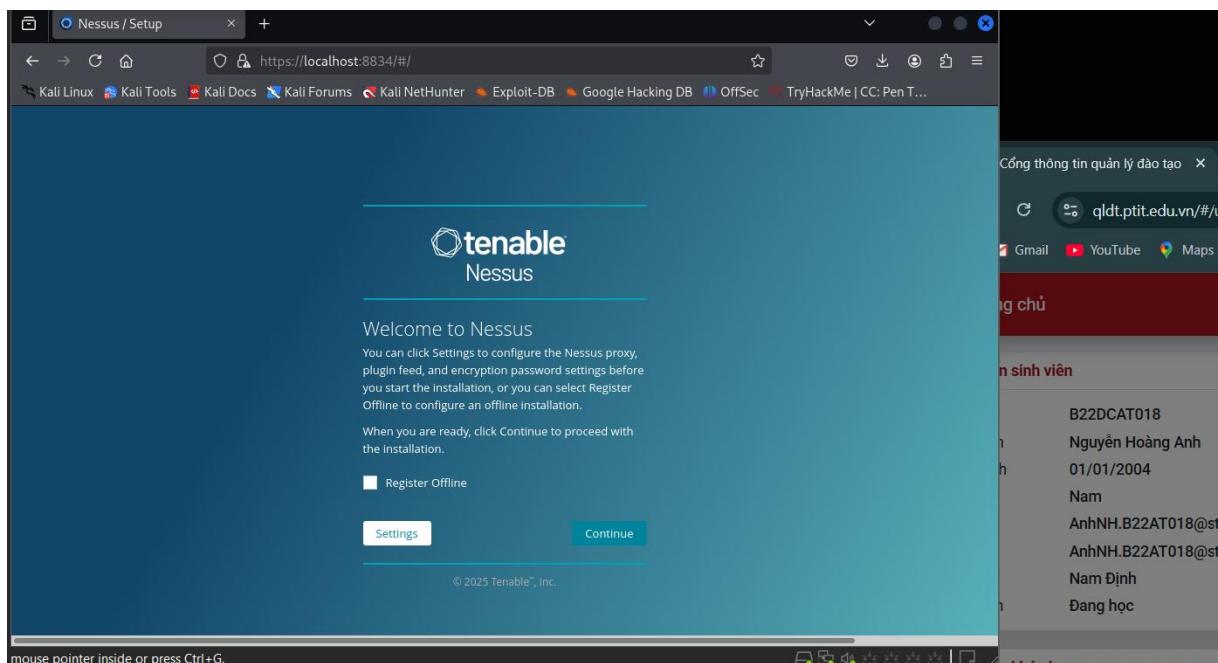 Nessus / Setup
https://localhost:8834/#/
Kali Linux Kali Tools Kali Docs Kali Forums Kali NetHunter Exploit-DB Google Hacking DB OffSec TryHackMe | CC: Pen T…
tenable
Nessus
Welcome to Nessus
You can click Settings to configure the Nessus proxy,
plugin feed, and encryption password settings before
you start the installation, or you can select Register
Offline to configure an offline installation.
When you are ready, click Continue to proceed with
the installation.
Register Offline
Settings Continue
© 2025 Tenable™, Inc.
mouse pointer inside or press Ctrl+G.
Cổng thông tin quản lý đào tạo
qldt.ptit.edu.vn/#/
Gmail YouTube Maps
g chủ
n sinh viên
B22DCAT018
Nguyễn Hoàng Anh
h 01/01/2004
Nam
AnhNH.B22AT018@st
AnhNH.B22AT018@st
Nam Định
Đang học